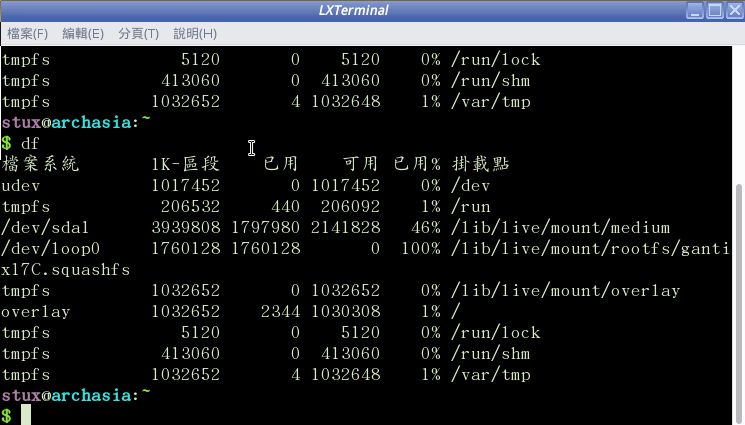 LXTerminal
檔案(F) 編輯(E) 分頁(T) 說明(H)
tmpfs 5120 0 5120 0% /run/lock
tmpfs 413060 0 413060 0% /run/shm
tmpfs 1032652 4 1032648 1% /var/tmp
stux@archasia:~
$ df
檔案系統 1K-區段 已用 可用 已用% 掛載點
udev 1017452 0 1017452 0% /dev
tmpfs 206532 440 206092 1% /run
/dev/sda1 3939808 1797980 2141828 46% /lib/live/mount/medium
/dev/loop0 1760128 1760128 0 100% /lib/live/mount/rootfs/ganti
x17C.squashfs
tmpfs 1032652 0 1032652 0% /lib/live/mount/overlay
overlay 1032652 2344 1030308 1% /
tmpfs 5120 0 5120 0% /run/lock
tmpfs 413060 0 413060 0% /run/shm
tmpfs 1032652 4 1032648 1% /var/tmp
stux@archasia:~
$